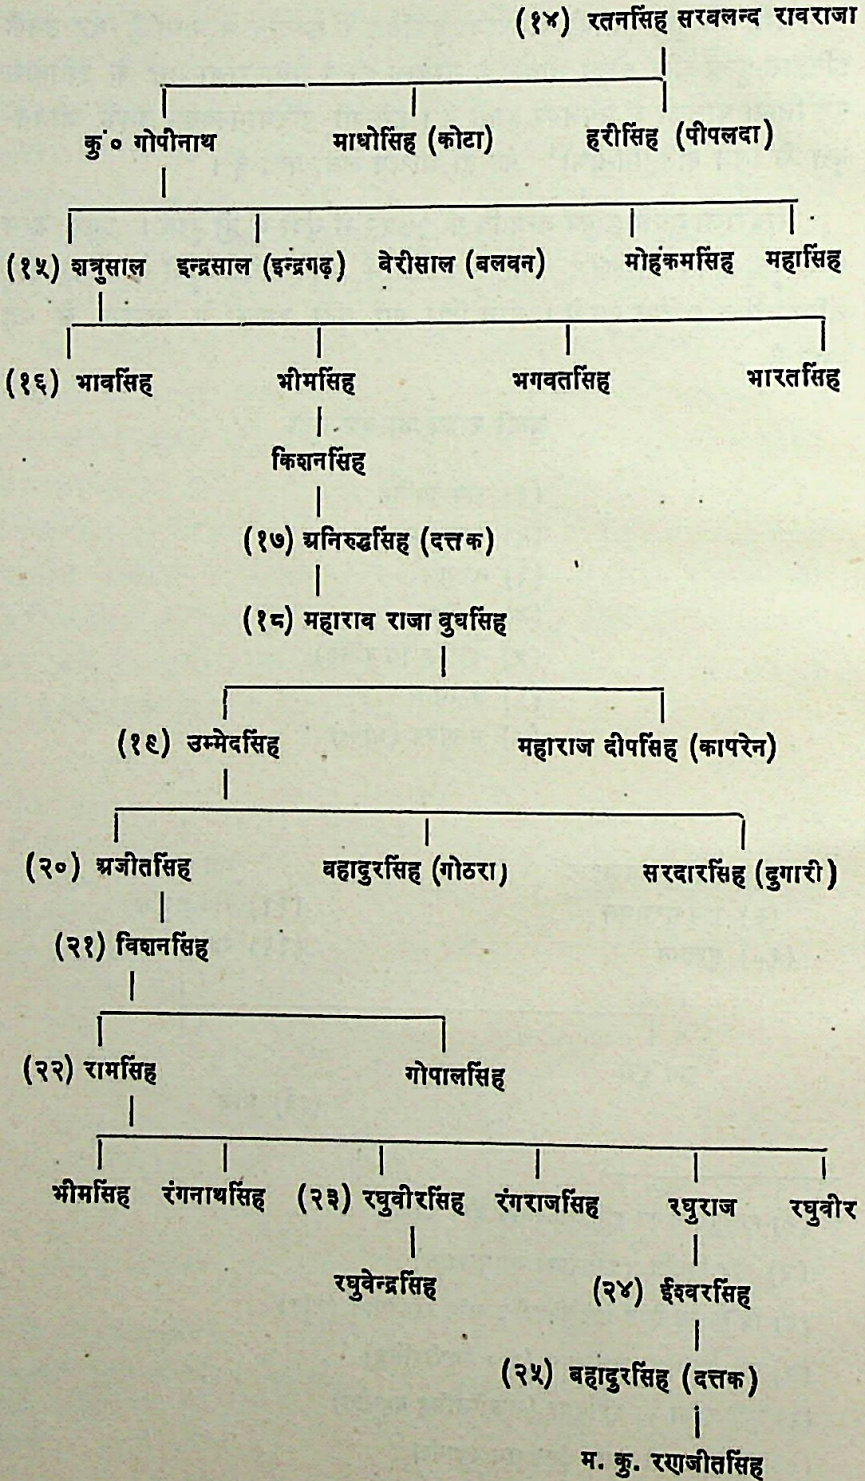 (१४) रतनसिंह सरबलन्द रावराजा
कुं० गोपीनाथ माधोसिंह (कोटा) हरीसिंह (पीपलदा)
(१५) शत्रुसाल इन्द्रसाल (इन्द्रगढ़) वेरीसाल (बलवन) मोहंकमसिंह महासिंह
(१६) भावसिंह भीमसिंह भगवतसिंह भारतसिंह
किशनसिंह
(१७) अनिरुद्धसिंह (दत्तक)
(१८) महाराव राजा वुधसिंह
(१९) उम्मेदसिंह महाराज दीपसिंह (कापरेन)
(२०) अजीतसिंह वहादुरसिंह (गोठरा) सरदारसिंह (दुगारी)
(२१) विशनसिंह
(२२) रामसिंह गोपालसिंह
भीमसिंह रंगनाथसिंह (२३) रघुवीरसिंह रंगराजसिंह रघुराज रघुवीर
रघुवेन्द्रसिंह (२४) ईश्वरसिंह
(२५) बहादुरसिंह (दत्तक)
म. कु. रणजीतसिंह